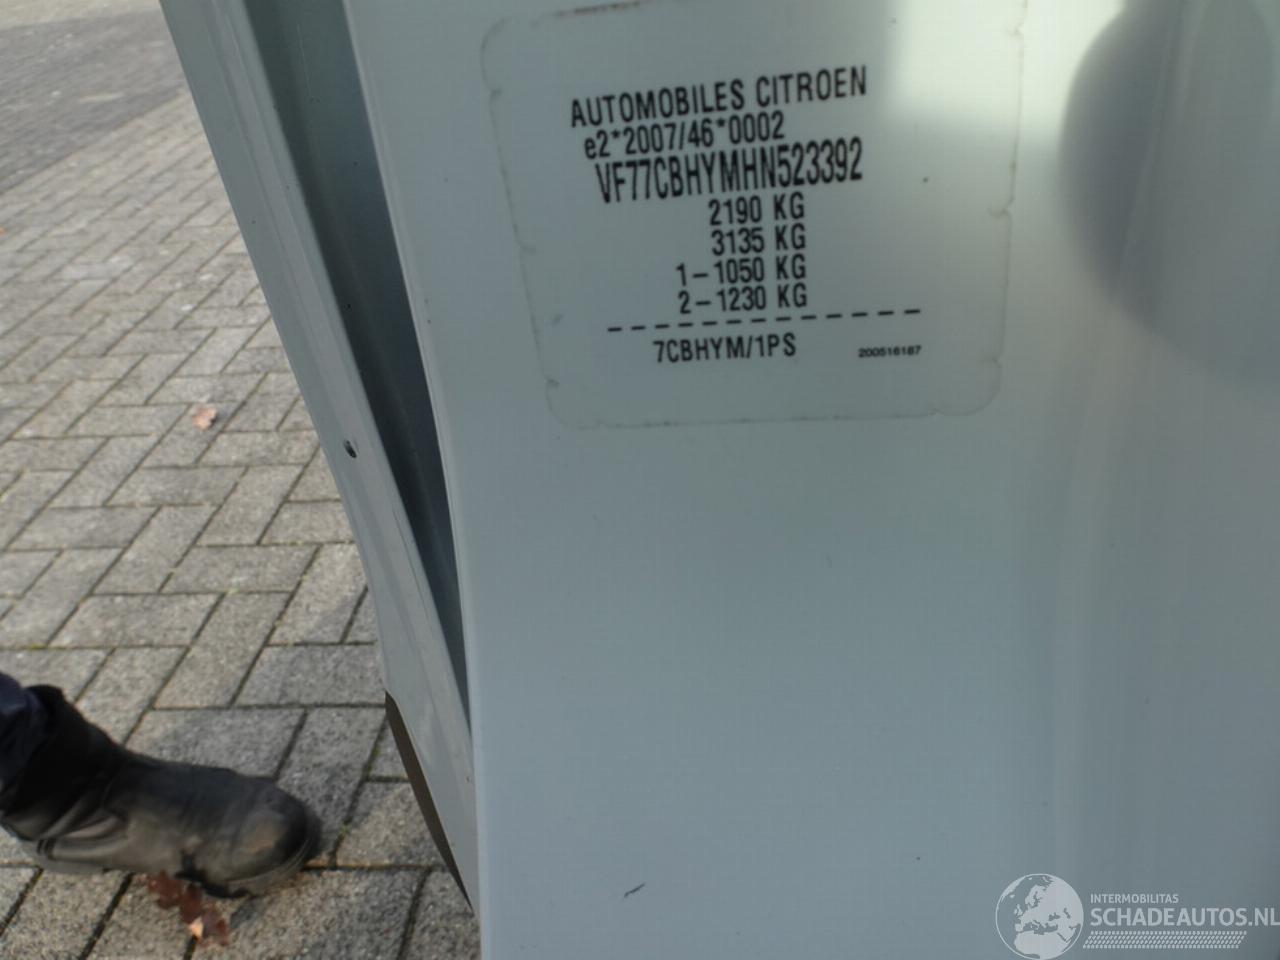 AUTOMOBILES CITROEN
e2*2007/46*0002
VF77CBHYMHN523392
2190 KG
3135 KG
1-1050 KG
2-1230 KG
7CBHYM/1PS
200516187
INTERMOBILITAS
SCHADEAUTOS.NL